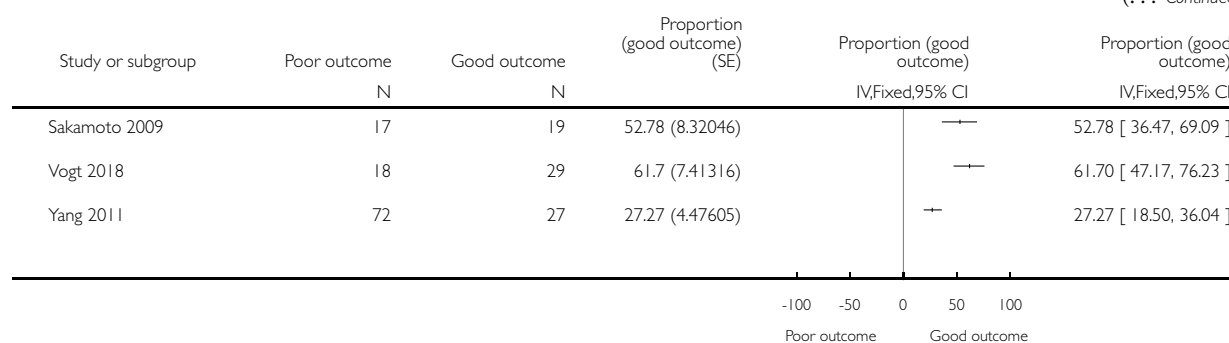 (. . . Continued
Study or subgroup Poor outcome Good outcome Proportion (good outcome) (SE) Proportion (good outcome) Proportion (good outcome)
N N IV,Fixed,95% CI IV,Fixed,95% CI
Sakamoto 2009 17 19 52.78 (8.32046) 52.78 [ 36.47, 69.09 ]
Vogt 2018 18 29 61.7 (7.41316) 61.70 [ 47.17, 76.23 ]
Yang 2011 72 27 27.27 (4.47605) 27.27 [ 18.50, 36.04 ]
-100 -50 0 50 100
Poor outcome Good outcome